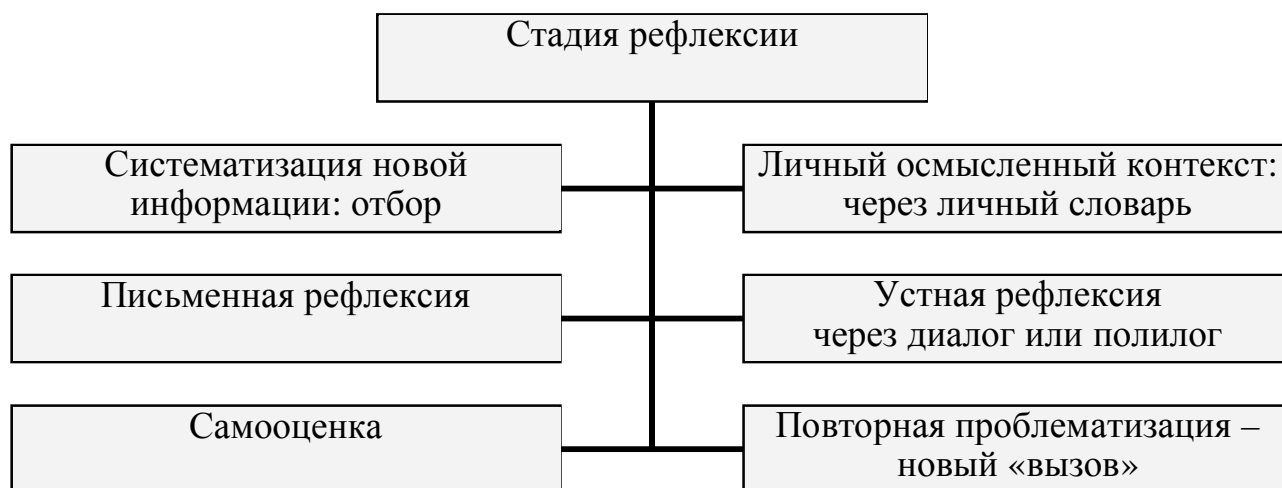 Стадия рефлексии
Систематизация новой
информации: отбор
Личный осмысленный контекст:
через личный словарь
Письменная рефлексия
Устная рефлексия
через диалог или полилог
Самооценка
Повторная проблематизация –
новый «вызов»